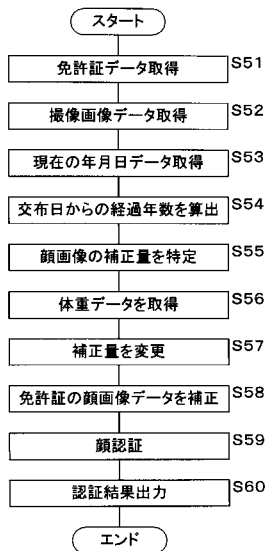 スタート
免許証データ取得 S51
撮像画像データ取得 S52
現在の年月日データ取得 S53
交布日からの経過年数を算出 S54
顔画像の補正量を特定 S55
体重データを取得 S56
補正量を変更 S57
免許証の顔画像データを補正 S58
顔認証 S59
認証結果出力 S60
エンド